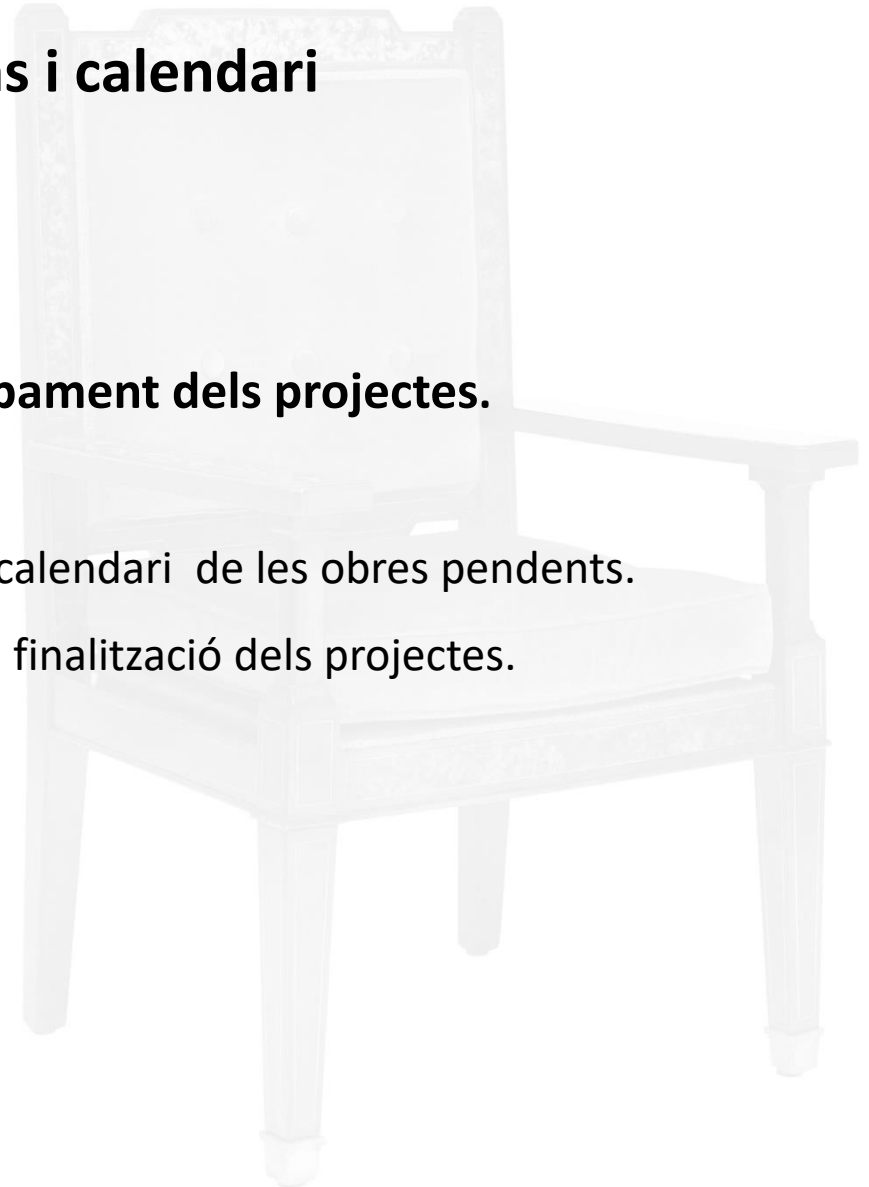 s i calendari
pament dels projectes.
calendari de les obres pendents.
finalització dels projectes.